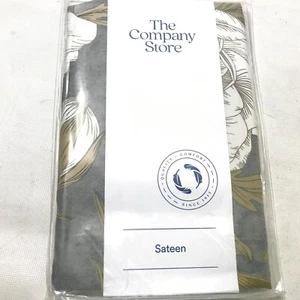 The
Company
Store
QUALITY • COMFORT
SINCE 1911
Sateen